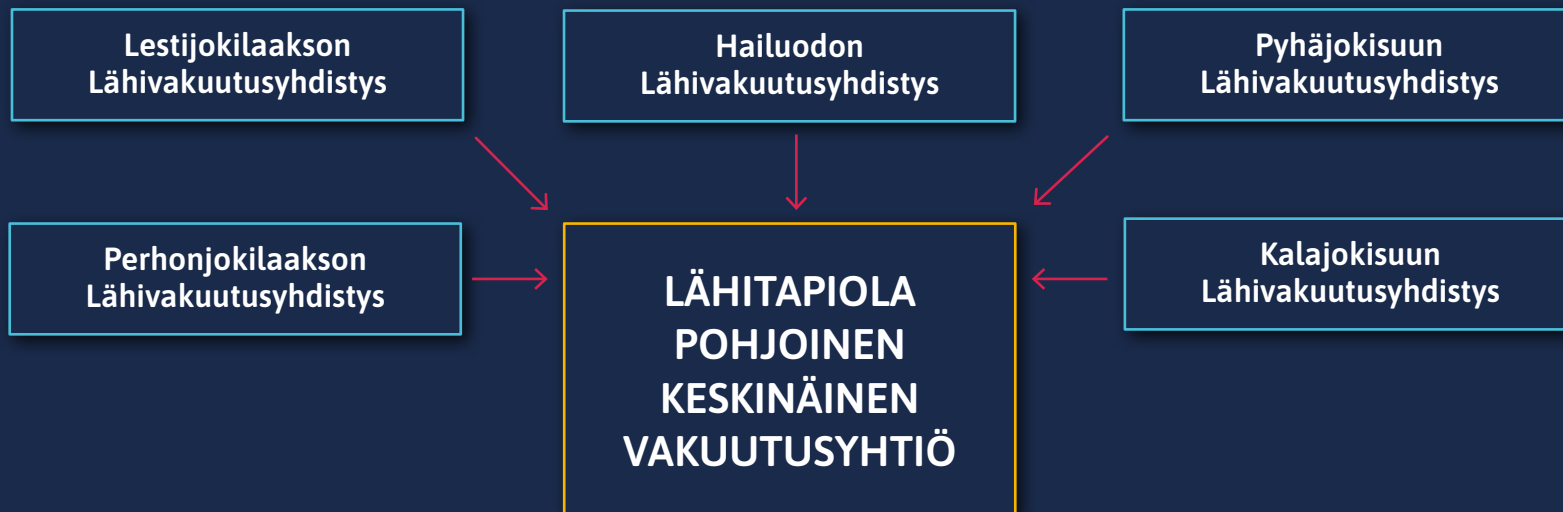 Lestijokilaakson
Lähivakuutusyhdistys
Hailuodon
Lähivakuutusyhdistys
Pyhäjokisuun
Lähivakuutusyhdistys
Perhonjokilaakson
Lähivakuutusyhdistys
LÄHITAPIOLA
POHJOINEN
KESKINÄINEN
VAKUUTUSYHTIÖ
Kalajokisuun
Lähivakuutusyhdistys